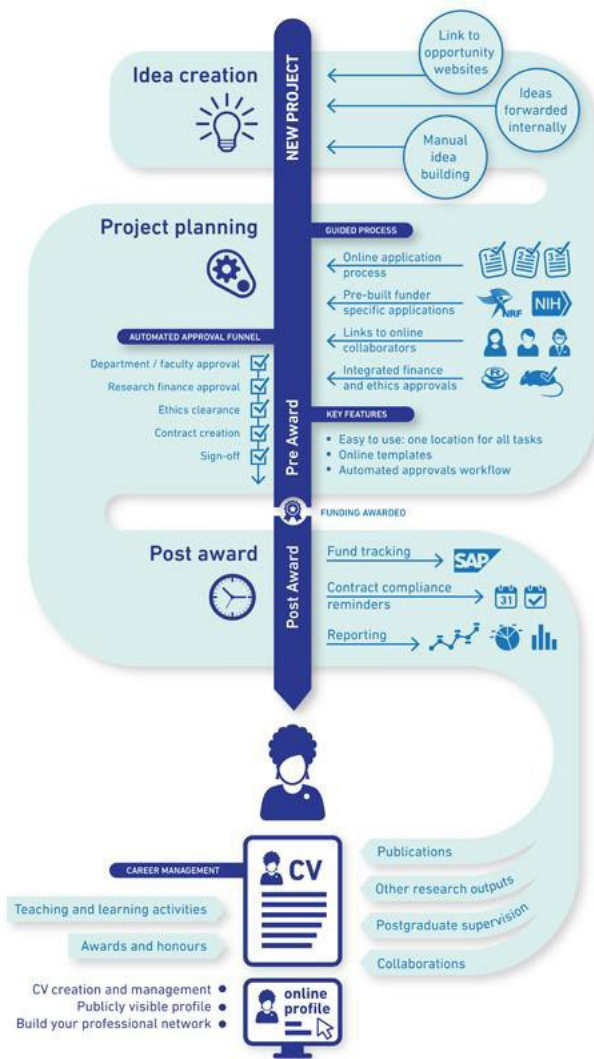 Idea creation
NEW PROJECT
Link to
opportunity
websites
Ideas
forwarded
internally
Manual
idea
building
Project planning
GUIDED PROCESS
Online application
process
1
2
3
Pre-built funder
specific applications
NRF
NIH
Links to online
collaborators
Integrated finance
and ethics approvals
R
AUTOMATED APPROVAL FUNNEL
Department / faculty approval
Research finance approval
Ethics clearance
Contract creation
Sign-off
Pre Award
KEY FEATURES
• Easy to use: one location for all tasks
• Online templates
• Automated approvals workflow
FUNDING AWARDED
Post award
Post Award
Fund tracking
SAP
Contract compliance
reminders
31
Reporting
CAREER MANAGEMENT
CV
Teaching and learning activities
Awards and honours
Publications
Other research outputs
Postgraduate supervision
Collaborations
CV creation and management •
Publicly visible profile •
Build your professional network •
online
profile